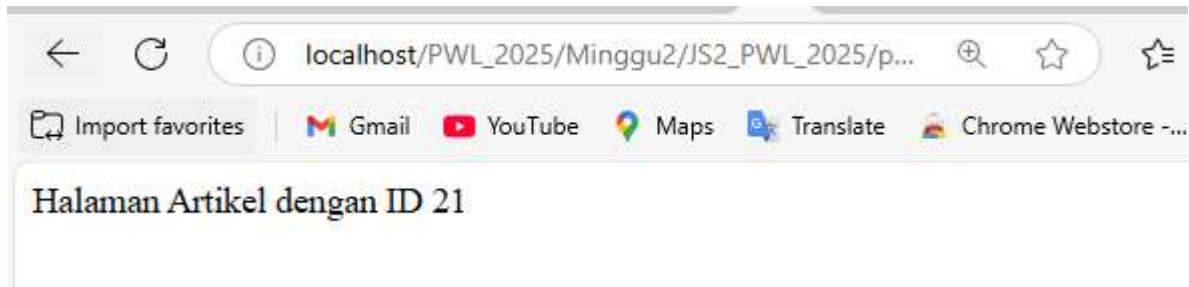 localhost/PWL_2025/Minggu2/JS2_PWL_2025/p...
Import favorites Gmail YouTube Maps Translate Chrome Webstore -...
Halaman Artikel dengan ID 21